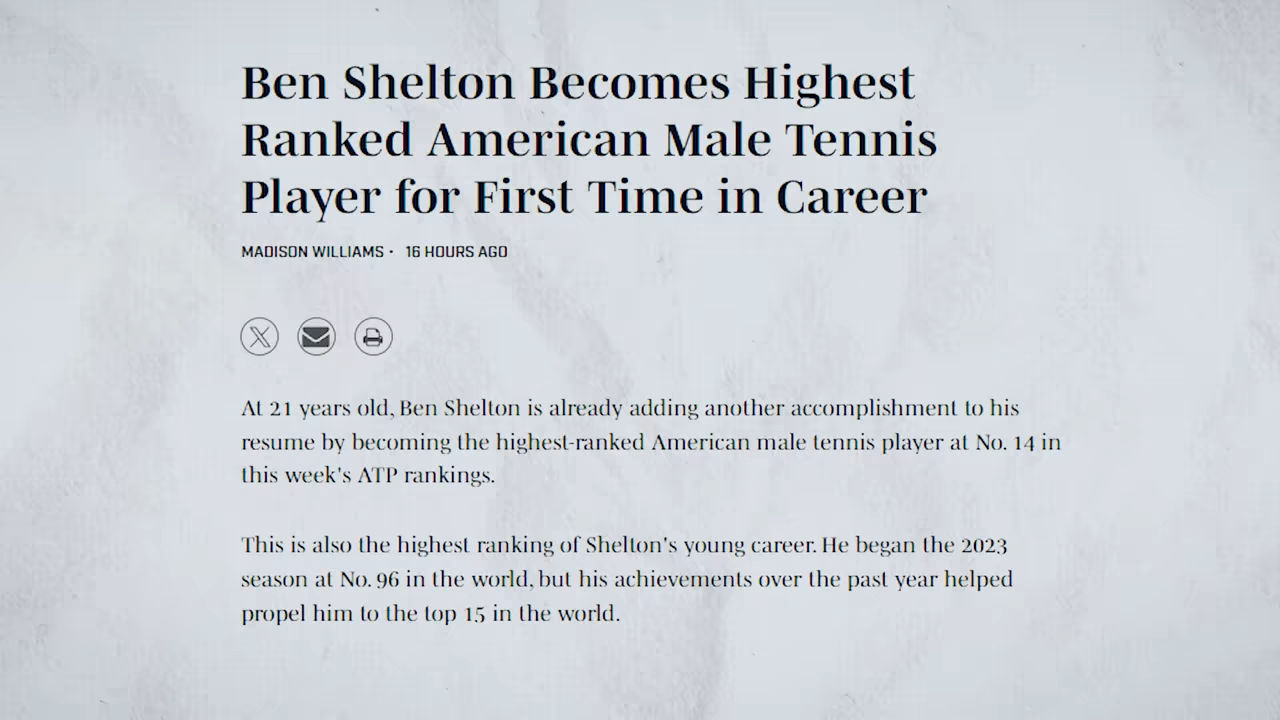 Ben Shelton Becomes Highest
Ranked American Male Tennis
Player for First Time in Career
MADISON WILLIAMS • 16 HOURS AGO
At 21 years old, Ben Shelton is already adding another accomplishment to his
resume by becoming the highest-ranked American male tennis player at No. 14 in
this week's ATP rankings.
This is also the highest ranking of Shelton's young career. He began the 2023
season at No. 96 in the world, but his achievements over the past year helped
propel him to the top 15 in the world.